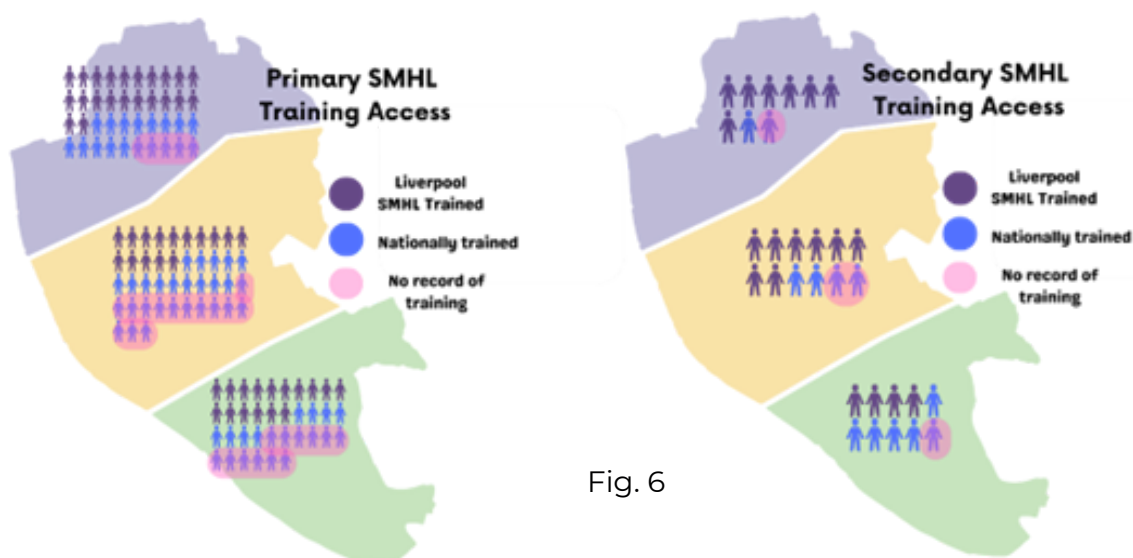 Primary SMHL
Training Access
Liverpool
SMHL Trained
Nationally trained
No record of
training
Secondary SMHL
Training Access
Liverpool
SMHL Trained
Nationally trained
No record of
training
Fig. 6